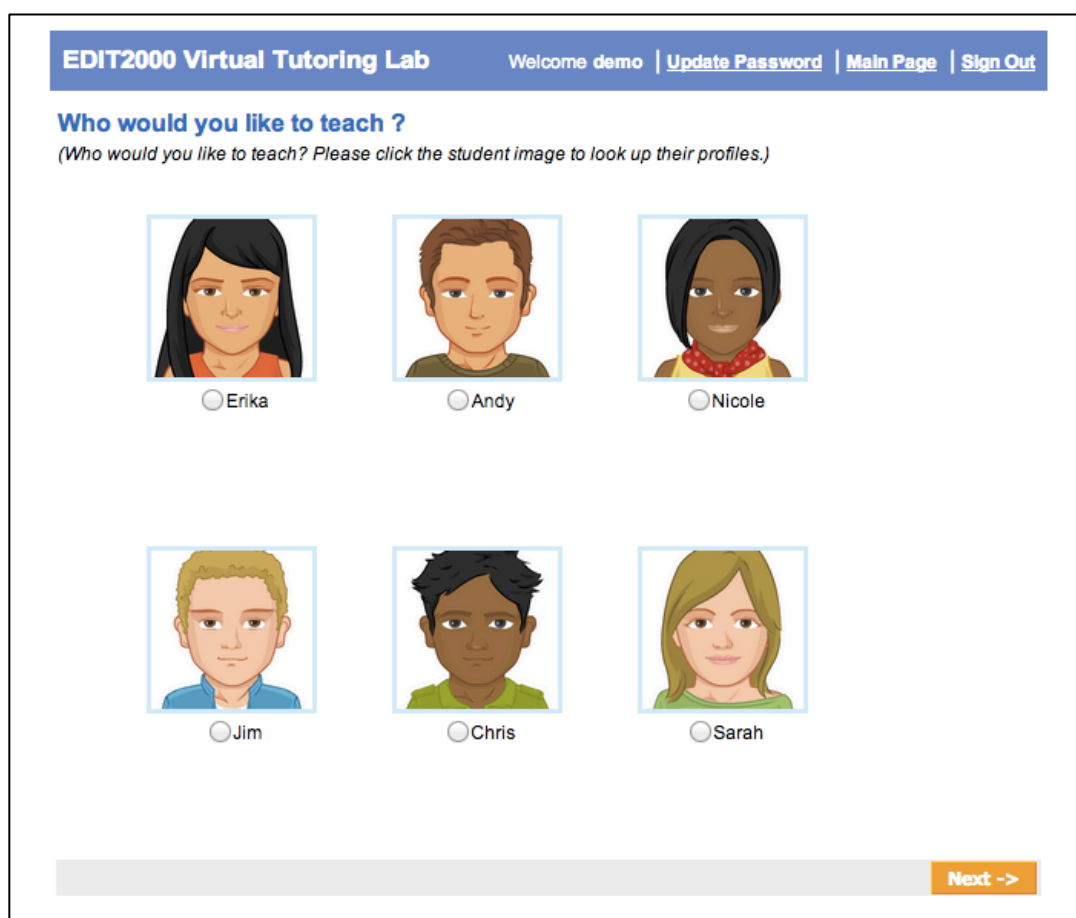 EDIT2000 Virtual Tutoring Lab Welcome demo | Update Password | Main Page | Sign Out
Who would you like to teach ?
(Who would you like to teach? Please click the student image to look up their profiles.)
Erika Andy Nicole
Jim Chris Sarah
Next ->